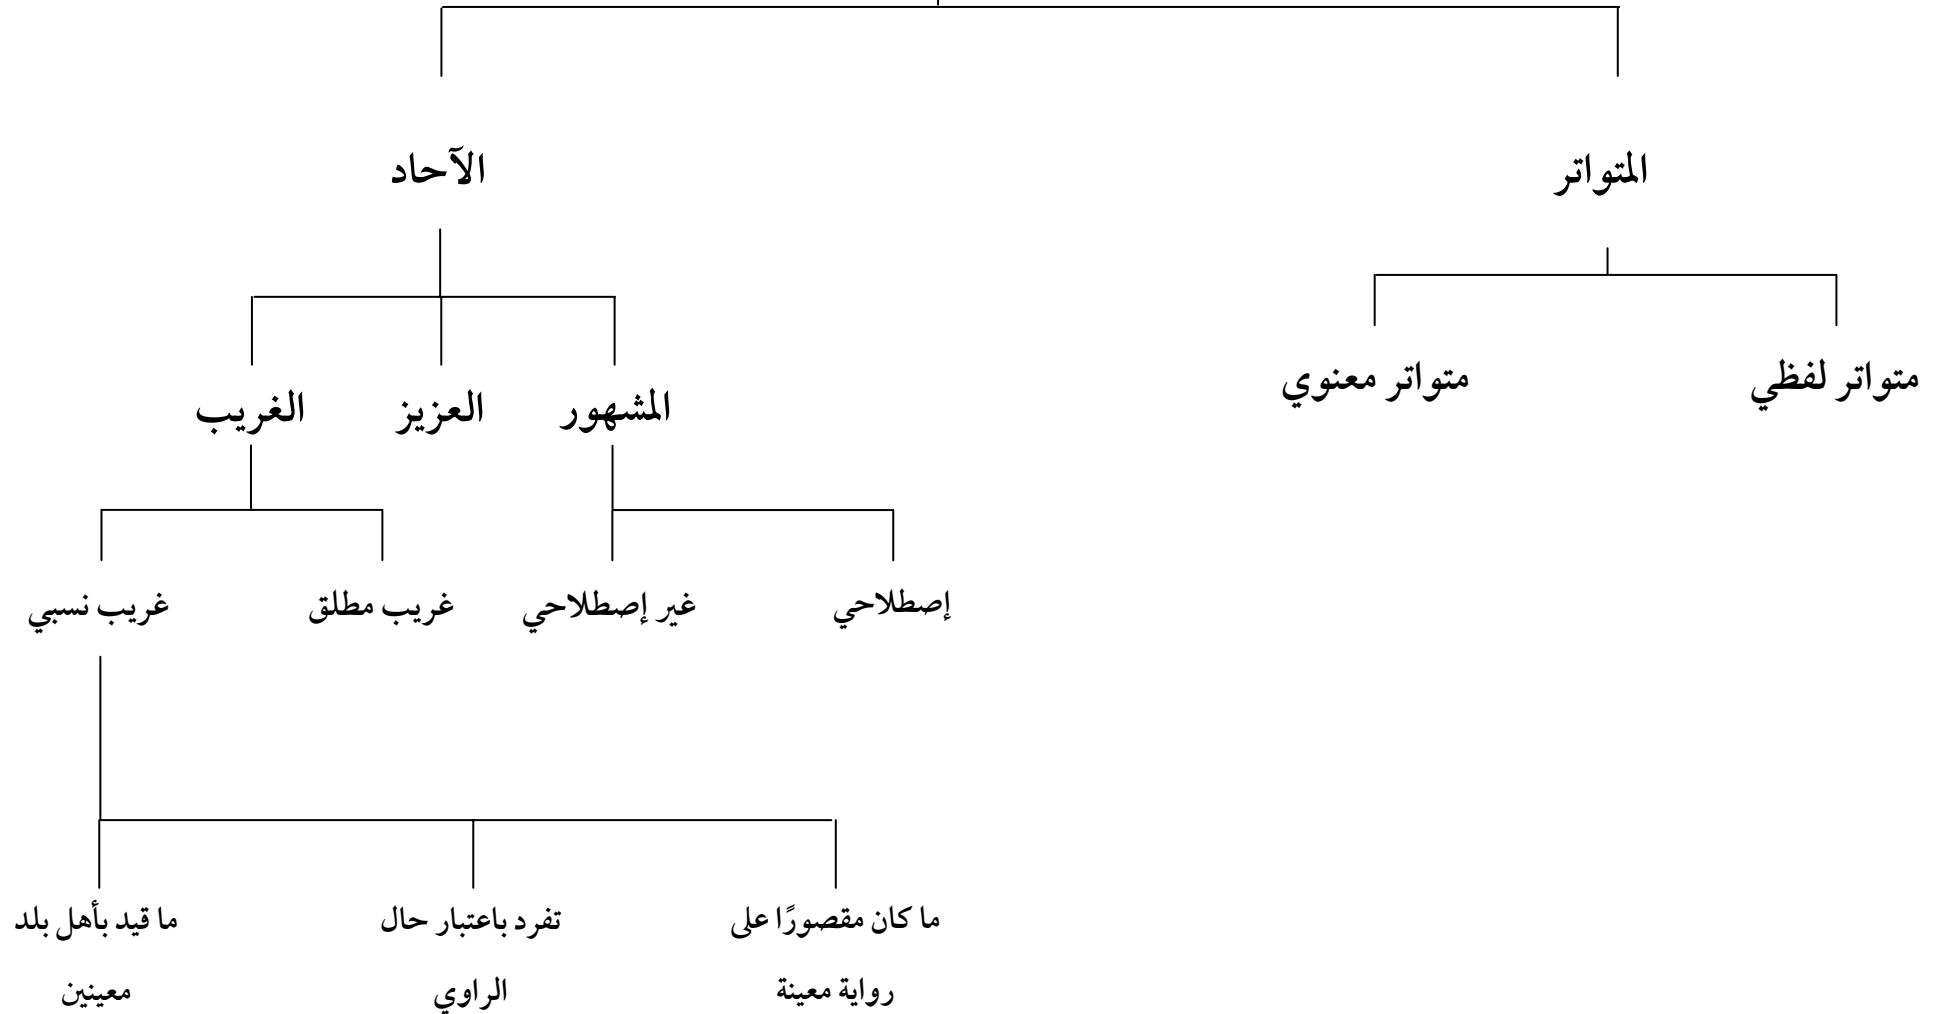 المتواتر
الآحاد
متواتر لفظي
متواتر معنوي
المشهور
العزيز
الغريب
إصطلاحي
غير إصطلاحي
غريب مطلق
غريب نسبي
ما كان مقصورًا على
رواية معينة
تفرد باعتبار حال
الراوي
ما قيد بأهل بلد
معينين